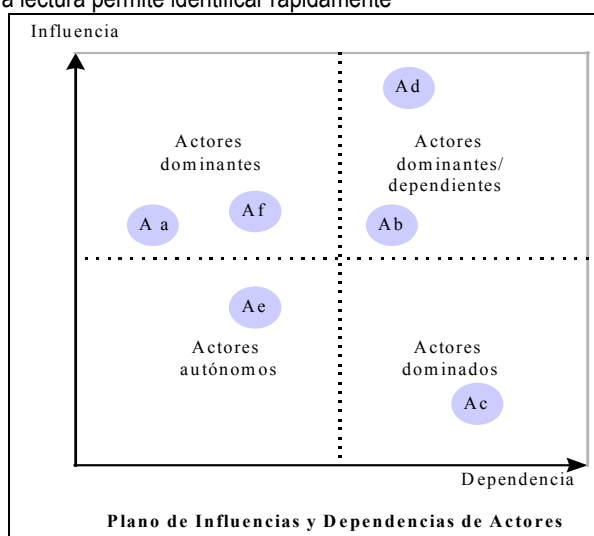 a lectura permite identificar rápidamente
Influencia
Ad
Actores
dominantes
Actores
dominantes/
dependientes
Aa
Af
Ab
Ae
Actores
autónomos
Actores
dominados
Ac
Dependencia
Plano de Influencias y Dependencias de Actores